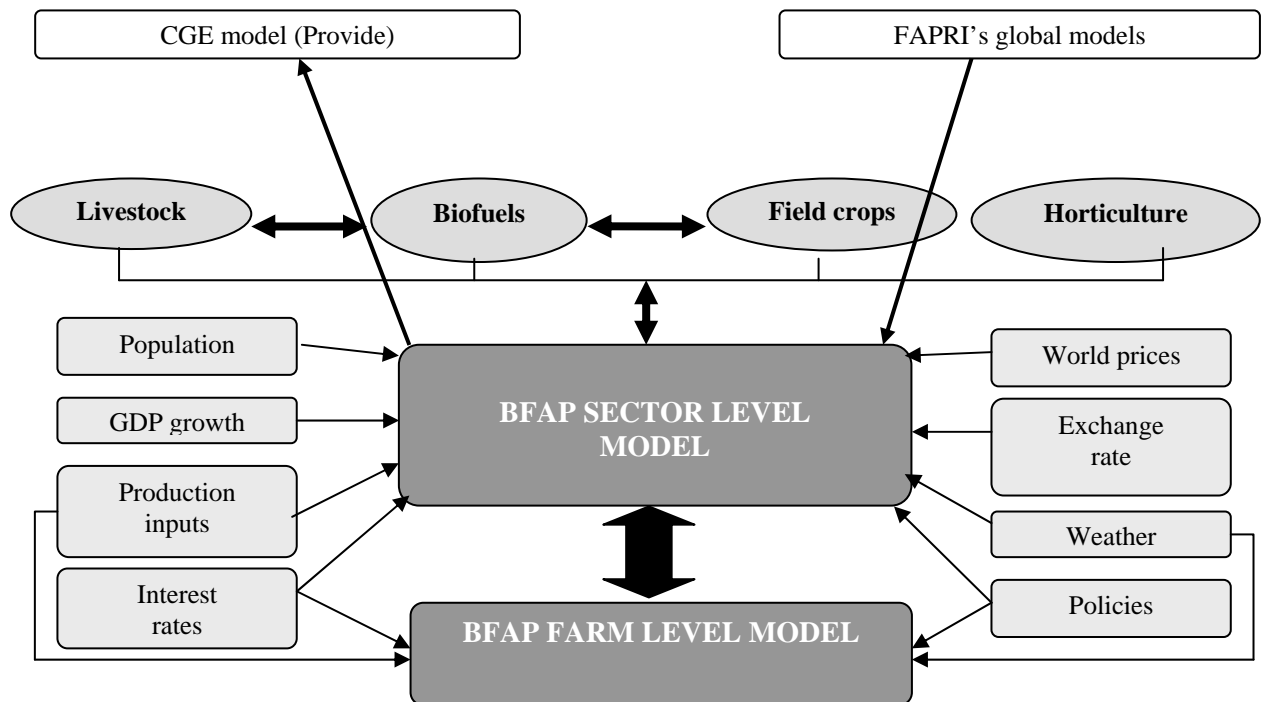 CGE model (Provide)
FAPRI’s global models
Livestock
Biofuels
Field crops
Horticulture
Population
World prices
BFAP SECTOR LEVEL
MODEL
GDP growth
Exchange
rate
Production
inputs
Weather
Interest
rates
Policies
BFAP FARM LEVEL MODEL